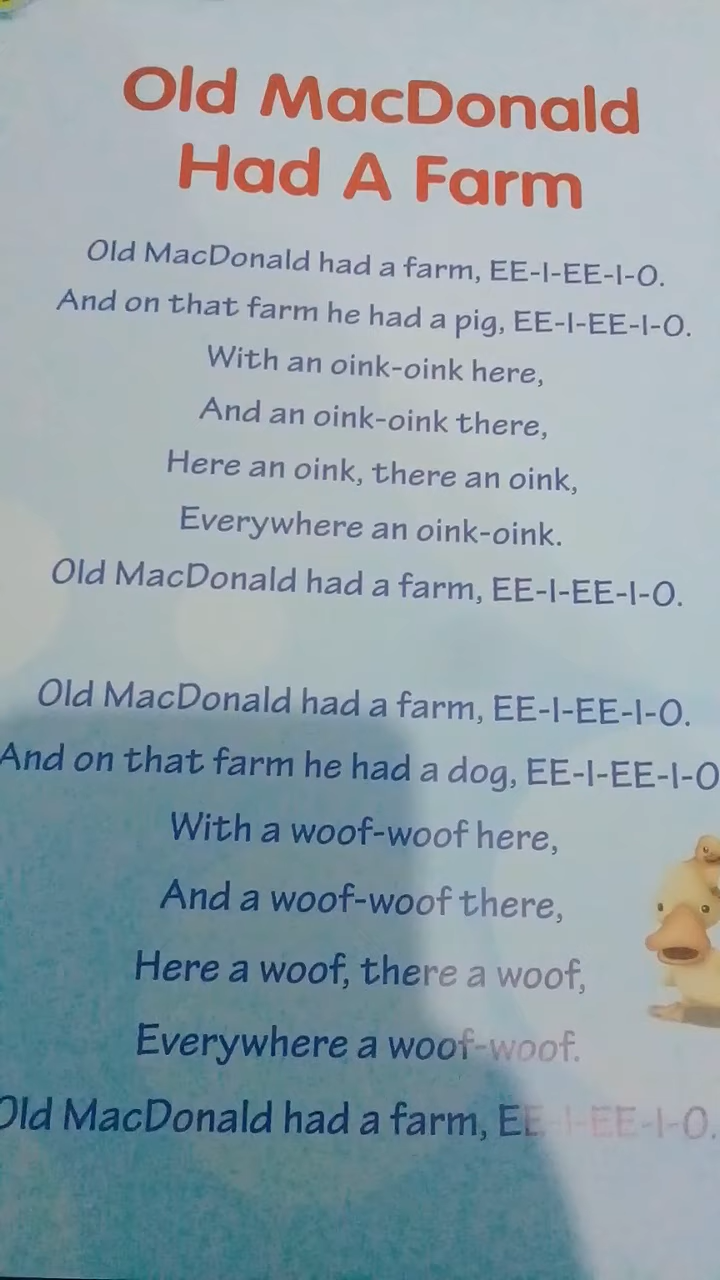 Old MacDonald
Had A Farm
Old MacDonald had a farm, EE-I-EE-I-O.
And on that farm he had a pig, EE-I-EE-I-O.
With an oink-oink here,
And an oink-oink there,
Here an oink, there an oink,
Everywhere an oink-oink.
Old MacDonald had a farm, EE-I-EE-I-O.
Old MacDonald had a farm, EE-I-EE-I-O.
And on that farm he had a dog, EE-I-EE-I-O
With a woof-woof here,
And a woof-woof there,
Here a woof, there a woof,
Everywhere a woof-woof.
Old MacDonald had a farm, EE-I-EE-I-O.